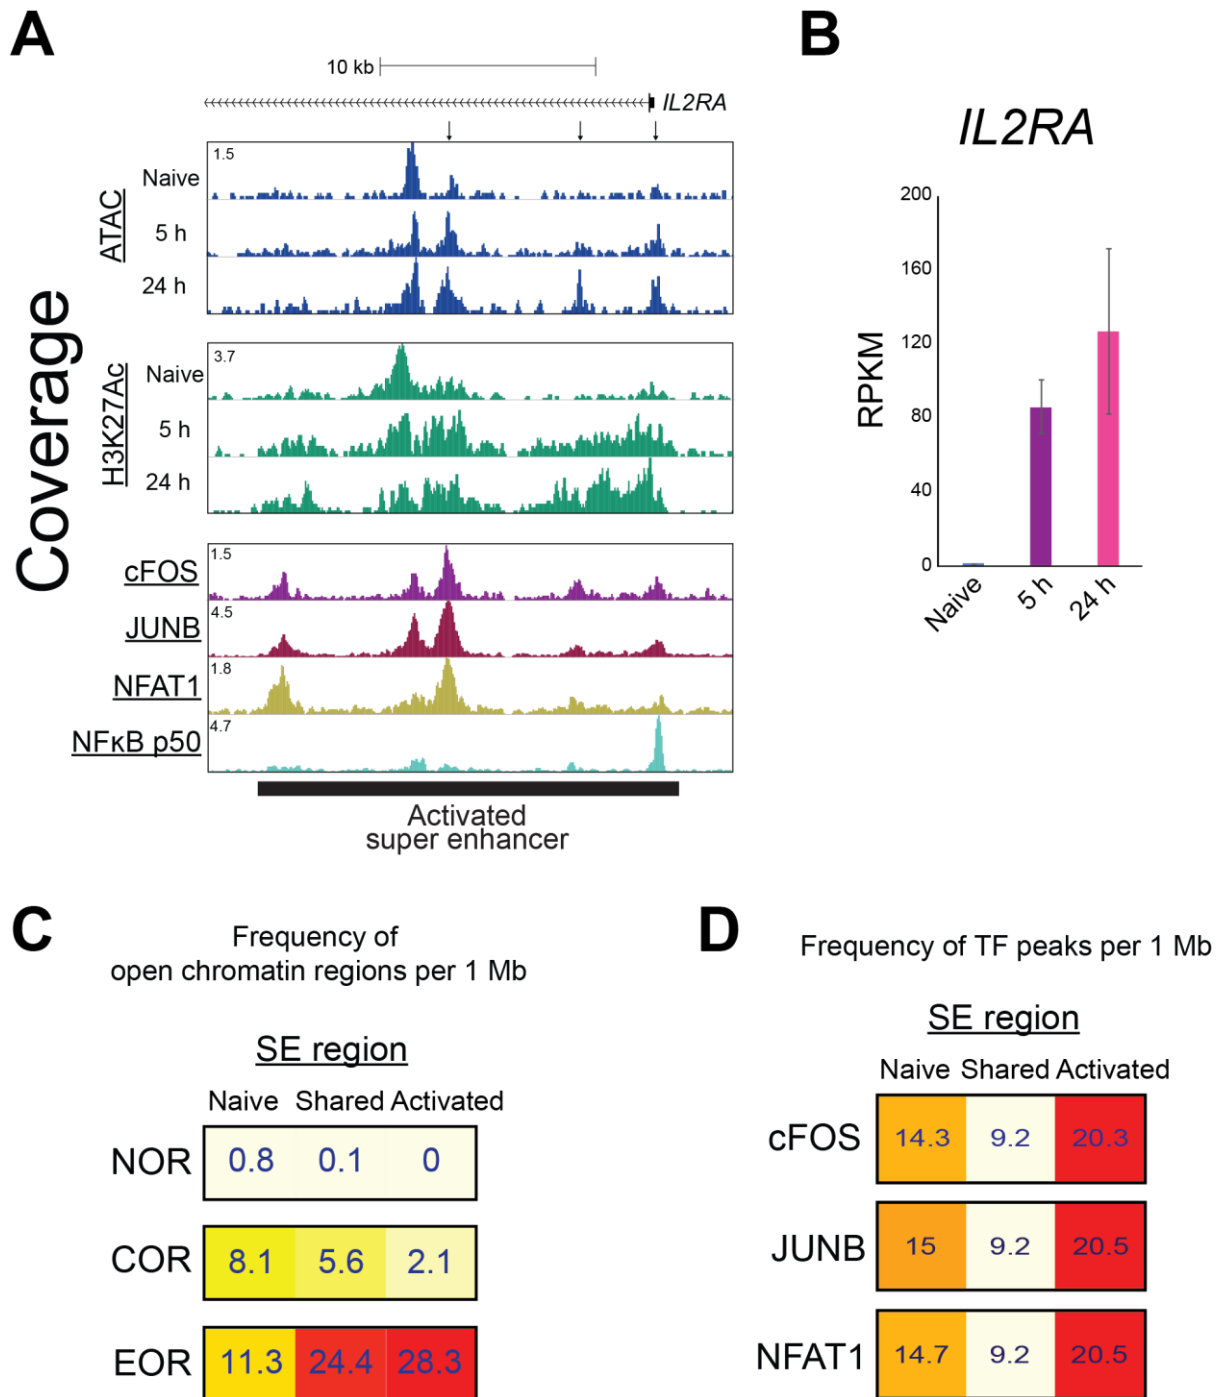 A
10 kb
IL2RA
Coverage
ATAC
1.5
Naive
5 h
24 h
H3K27Ac
3.7
Naive
5 h
24 h
1.5
cFOS
4.5
JUNB
1.8
NFAT1
4.7
NFκB p50
Activated
super enhancer
B
IL2RA
RPKM
200
160
120
80
40
0
Naive
5 h
24 h
C
Frequency of
open chromatin regions per 1 Mb
SE region
Naive Shared Activated
NOR 0.8 0.1 0
COR 8.1 5.6 2.1
EOR 11.3 24.4 28.3
D
Frequency of TF peaks per 1 Mb
SE region
Naive Shared Activated
cFOS 14.3 9.2 20.3
JUNB 15 9.2 20.5
NFAT1 14.7 9.2 20.5